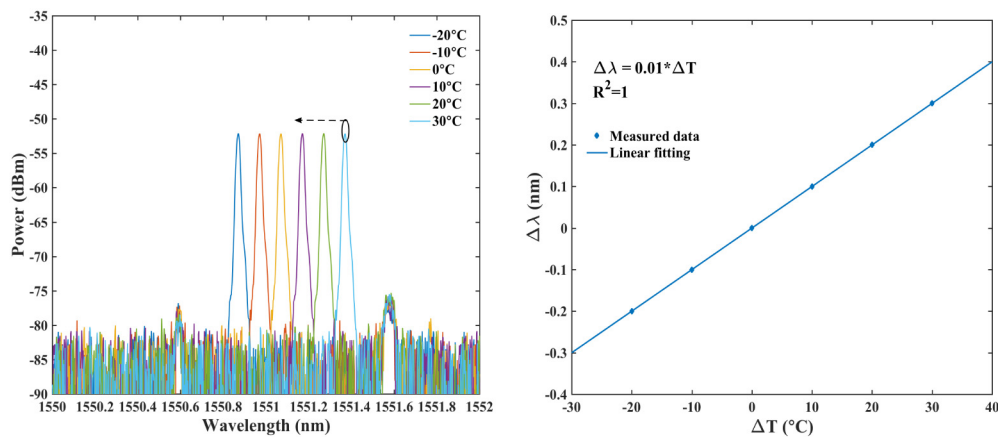 -35
-40
-45
-50
-55
-60
-65
-70
-75
-80
-85
-90
Power (dBm)
-20°C
-10°C
0°C
10°C
20°C
30°C
1550 1550.2 1550.4 1550.6 1550.8 1551 1551.2 1551.4 1551.6 1551.8 1552
Wavelength (nm)
0.5
0.4
0.3
0.2
0.1
0
-0.1
-0.2
-0.3
-0.4
Δ λ (nm)
Δ λ = 0.01*ΔT
R²=1
Measured data
Linear fitting
-30 -20 -10 0 10 20 30 40
ΔT (°C)